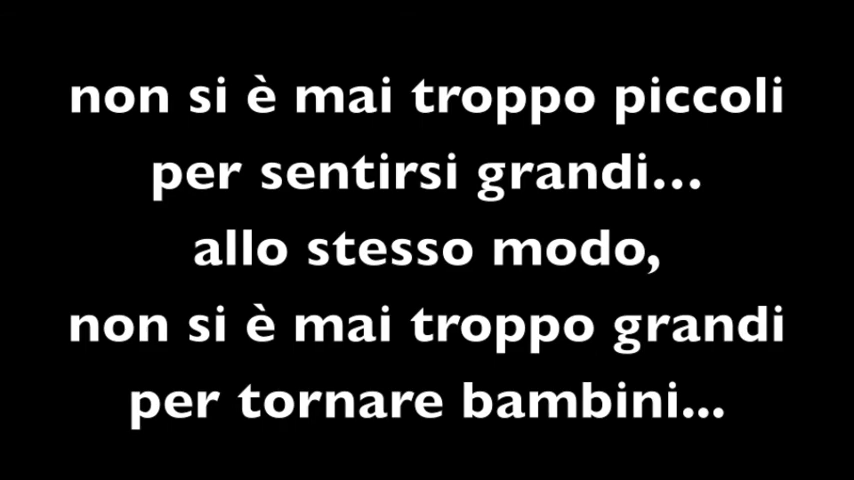 non si è mai troppo piccoli
per sentirsi grandi...
allo stesso modo,
non si è mai troppo grandi
per tornare bambini...